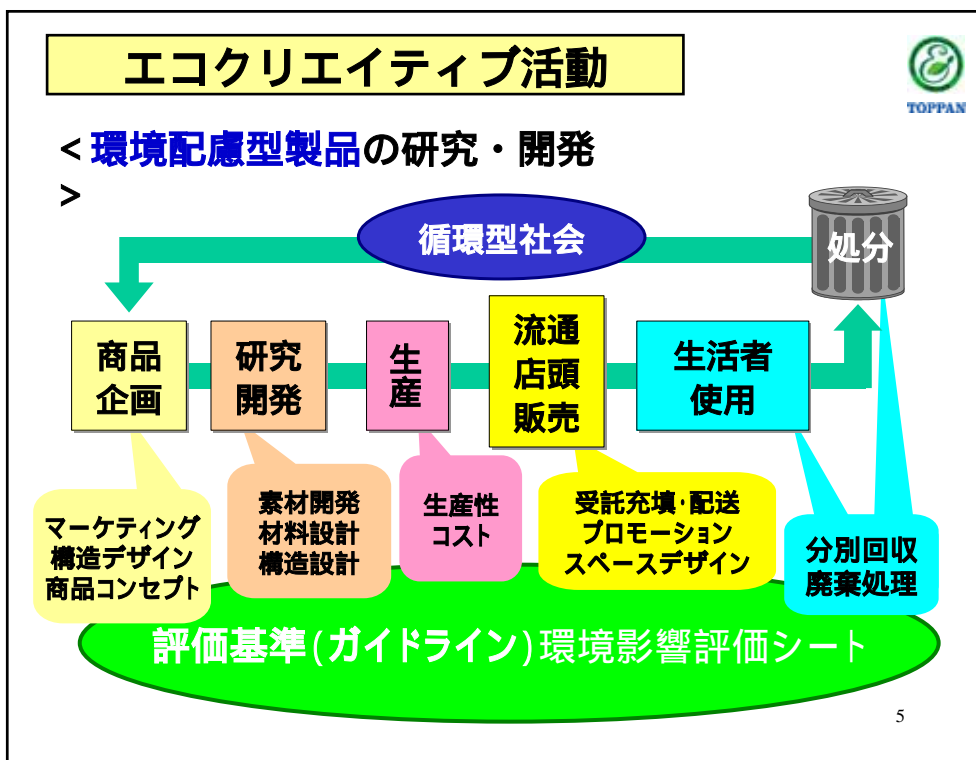 エコクリエイティブ活動
TOPPAN
<環境配慮型製品の研究・開発
>
循環型社会
処分
商品
企画
研究
開発
生
産
流通
店頭
販売
生活者
使用
マーケティング
構造デザイン
商品コンセプト
素材開発
材料設計
構造設計
生産性
コスト
受託充填･配送
プロモーション
スペースデザイン
分別回収
廃棄処理
評価基準(ガイドライン)環境影響評価シート
5